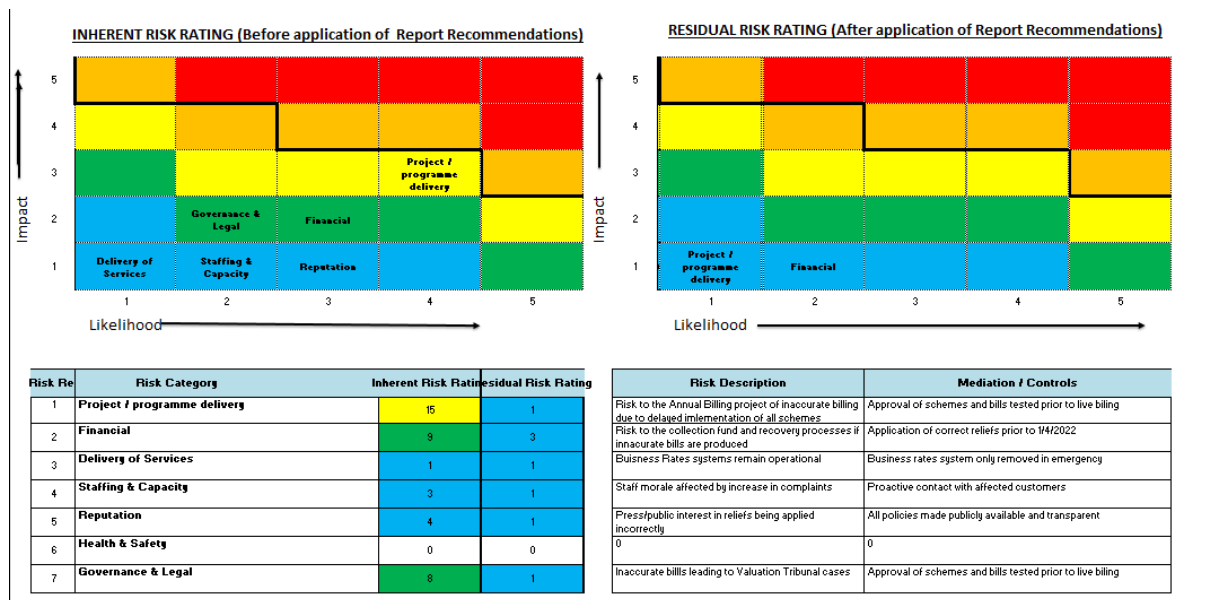 INHERENT RISK RATING (Before application of Report Recommendations)
RESIDUAL RISK RATING (After application of Report Recommendations)
Impact
5
4
3
Project /
programme
delivery
2
Governance &
Legal
Financial
1
Delivery of
Services
Staffing &
Capacity
Reputation
1 2 3 4 5
Likelihood
Impact
5
4
3
2
1
Project /
programme
delivery
Financial
1 2 3 4 5
Likelihood
Risk Re Risk Category Inherent Risk Ratin esidual Risk Rating
1 Project / programme delivery 15 1
2 Financial 9 3
3 Delivery of Services 1 1
4 Staffing & Capacity 3 1
5 Reputation 4 1
6 Health & Safety 0 0
7 Governance & Legal 8 1
Risk Description Mediation / Controls
Risk to the Annual Billing project of inaccurate billing Approval of schemes and bills tested prior to live biling
due to delayed imlementation of all schemes
Risk to the collection fund and recovery processes if Application of correct reliefs prior to 1/4/2022
innacurate bills are produced
Buisness Rates systems remain operational Business rates system only removed in emergency
Staff morale affected by increase in complaints Proactive contact with affected customers
Press/public interest in reliefs being applied All policies made publicly available and transparent
incorrectly
0 0
Inaccurate billls leading to Valuation Tribunal cases Approval of schemes and bills tested prior to live biling